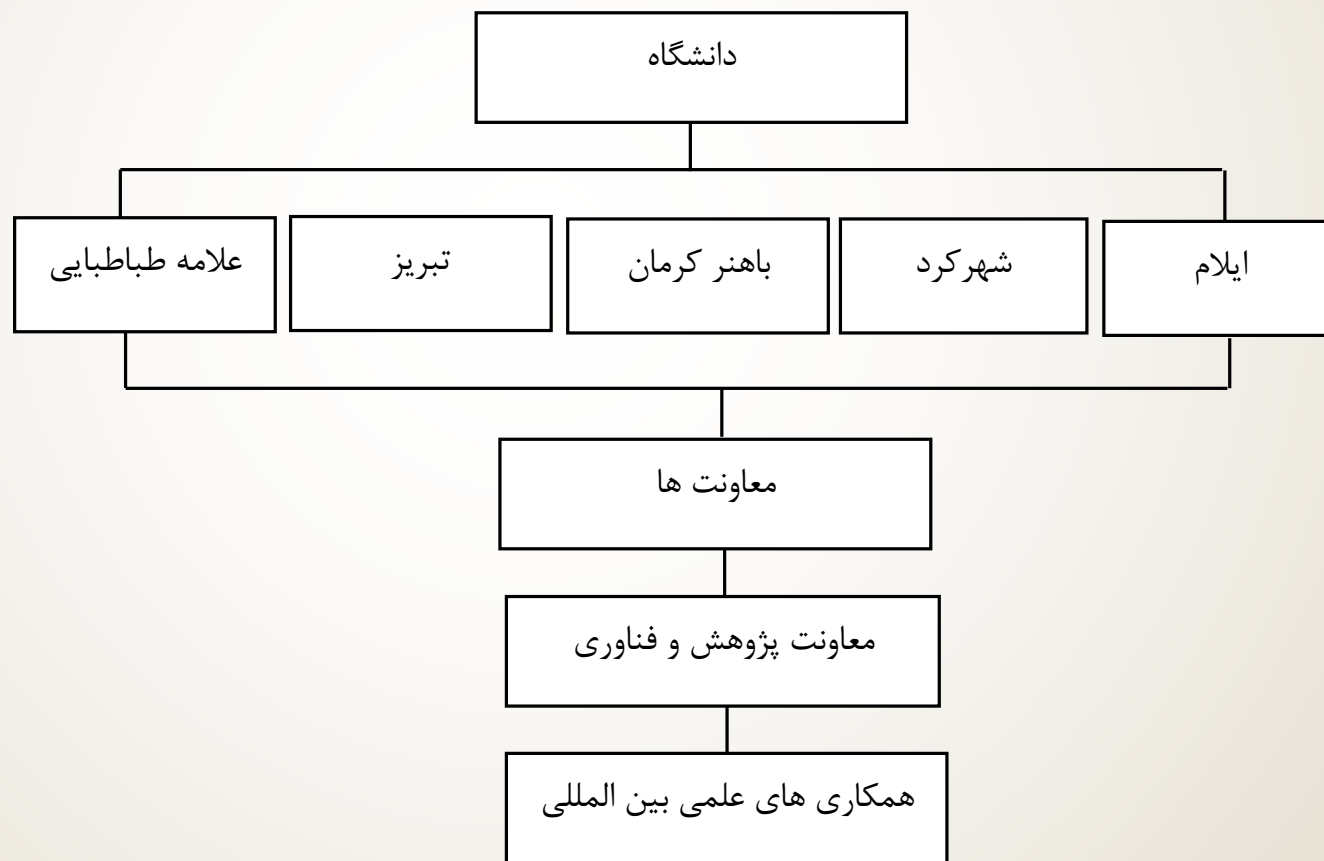 دانشگاه
ایلام
شهرکرد
باهنر کرمان
تبریز
علامه طباطبایی
معاونت ها
معاونت پژوهش و فناوری
همکاری های علمی بین المللی